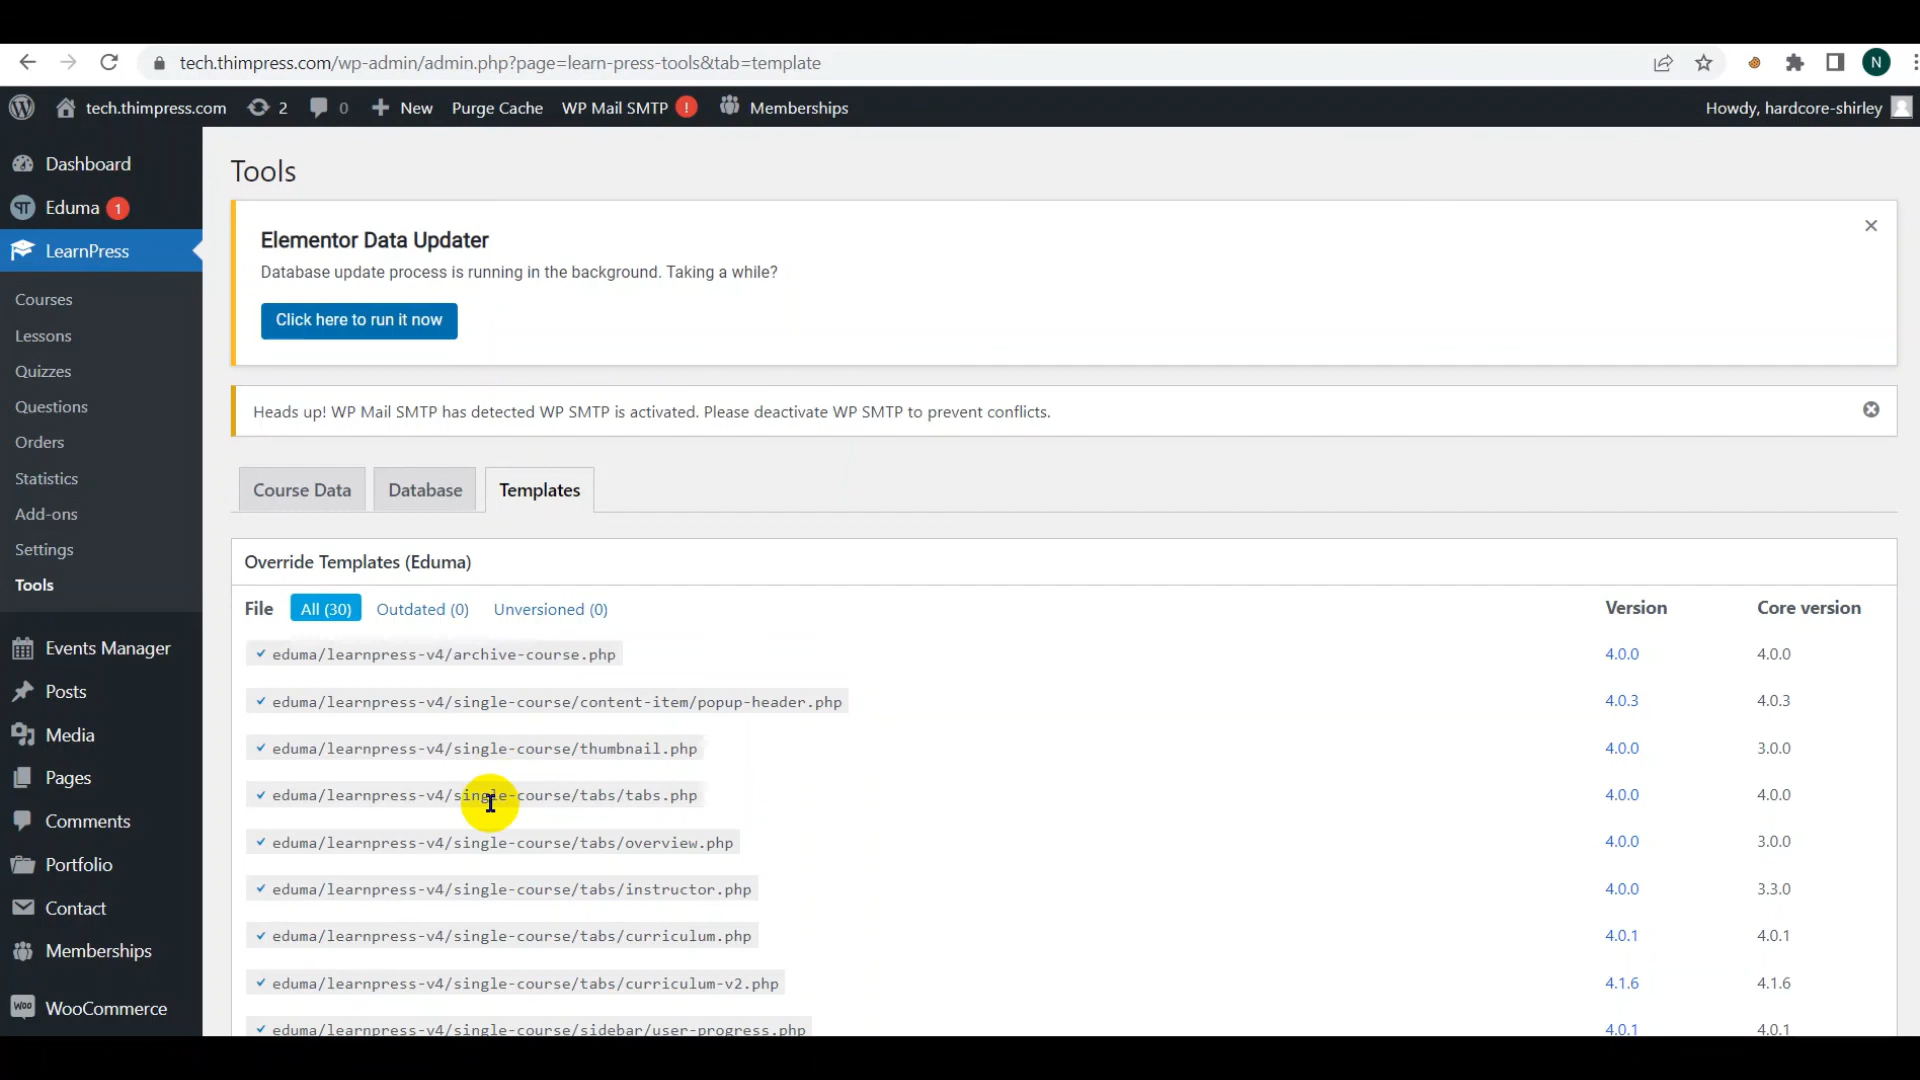 tech.thimpress.com/wp-admin/admin.php?page=learn-press-tools&tab=template
N
tech.thimpress.com 2 0 New Purge Cache WP Mail SMTP ! Memberships Howdy, hardcore-shirley
Dashboard
Eduma 1
LearnPress
Courses
Lessons
Quizzes
Questions
Orders
Statistics
Add-ons
Settings
Tools
Events Manager
Posts
Media
Pages
Comments
Portfolio
Contact
Memberships
Woo WooCommerce
Tools
Elementor Data Updater
Database update process is running in the background. Taking a while?
Click here to run it now
Heads up! WP Mail SMTP has detected WP SMTP is activated. Please deactivate WP SMTP to prevent conflicts.
Course Data Database Templates
Override Templates (Eduma)
File All (30) Outdated (0) Unversioned (0) Version Core version
eduma/learnpress-v4/archive-course.php 4.0.0 4.0.0
eduma/learnpress-v4/single-course/content-item/popup-header.php 4.0.3 4.0.3
eduma/learnpress-v4/single-course/thumbnail.php 4.0.0 3.0.0
eduma/learnpress-v4/single-course/tabs/tabs.php 4.0.0 4.0.0
eduma/learnpress-v4/single-course/tabs/overview.php 4.0.0 3.0.0
eduma/learnpress-v4/single-course/tabs/instructor.php 4.0.0 3.3.0
eduma/learnpress-v4/single-course/tabs/curriculum.php 4.0.1 4.0.1
eduma/learnpress-v4/single-course/tabs/curriculum-v2.php 4.1.6 4.1.6
eduma/learnpress-v4/single-course/sidebar/user-progress.php 4.0.1 4.0.1